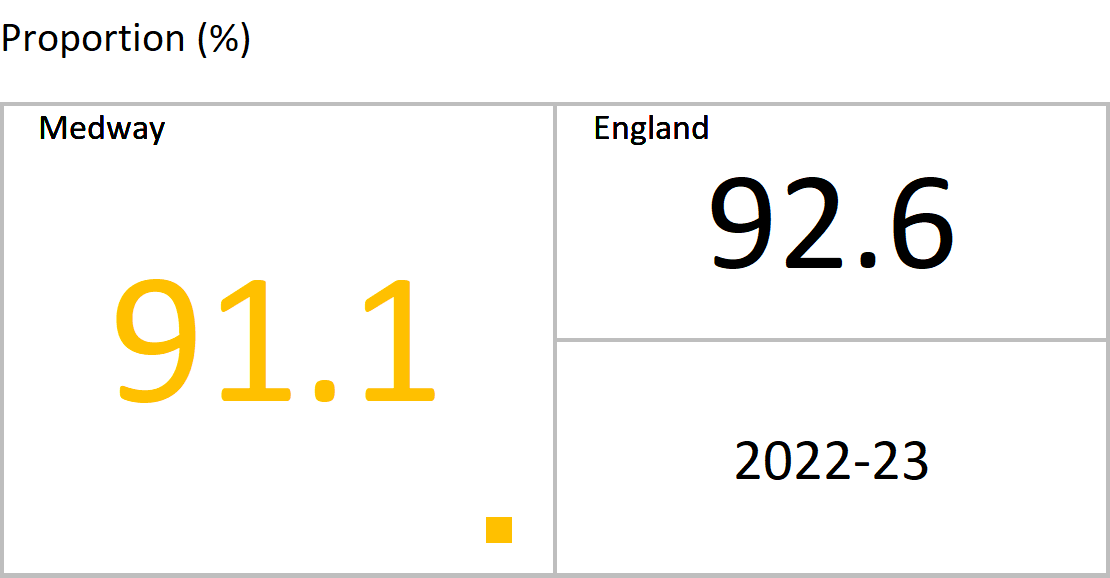 Proportion (%)
Medway
91.1
England
92.6
2022-23